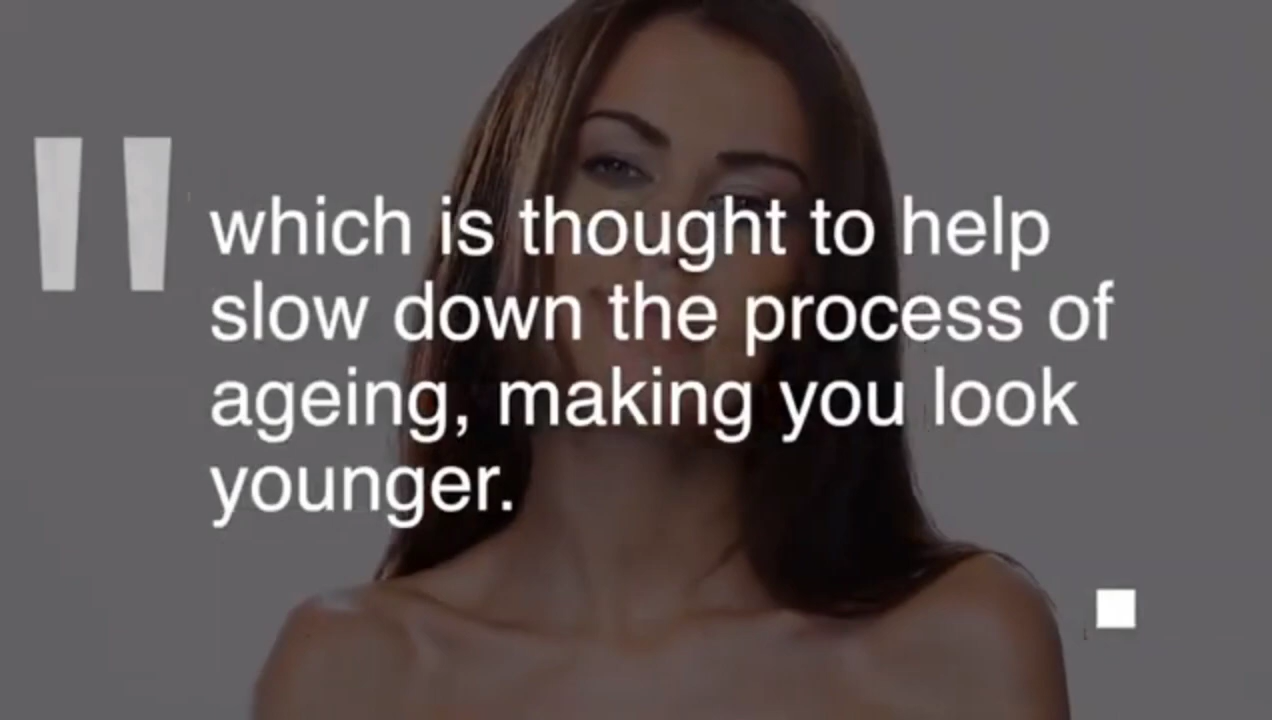 "
which is thought to help
slow down the process of
ageing, making you look
younger.